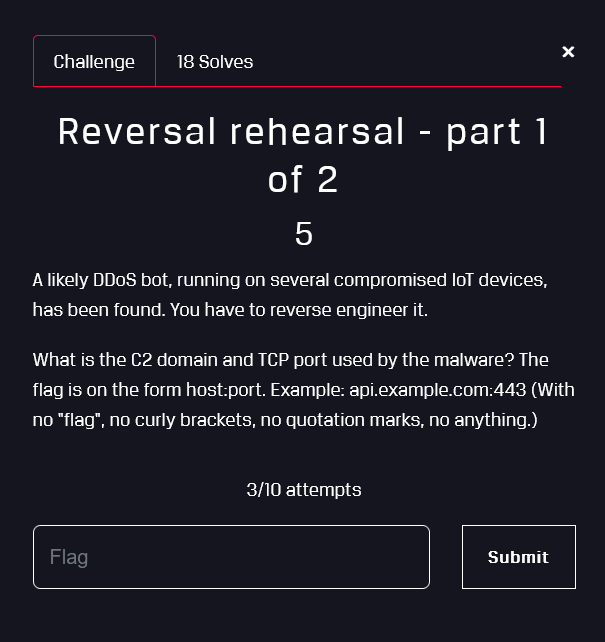 Challenge
18 Solves
×
Reversal rehearsal - part 1
of 2
5
A likely DDoS bot, running on several compromised IoT devices,
has been found. You have to reverse engineer it.
What is the C2 domain and TCP port used by the malware? The
flag is on the form host:port. Example: api.example.com:443 (With
no "flag", no curly brackets, no quotation marks, no anything.)
3/10 attempts
Flag
Submit